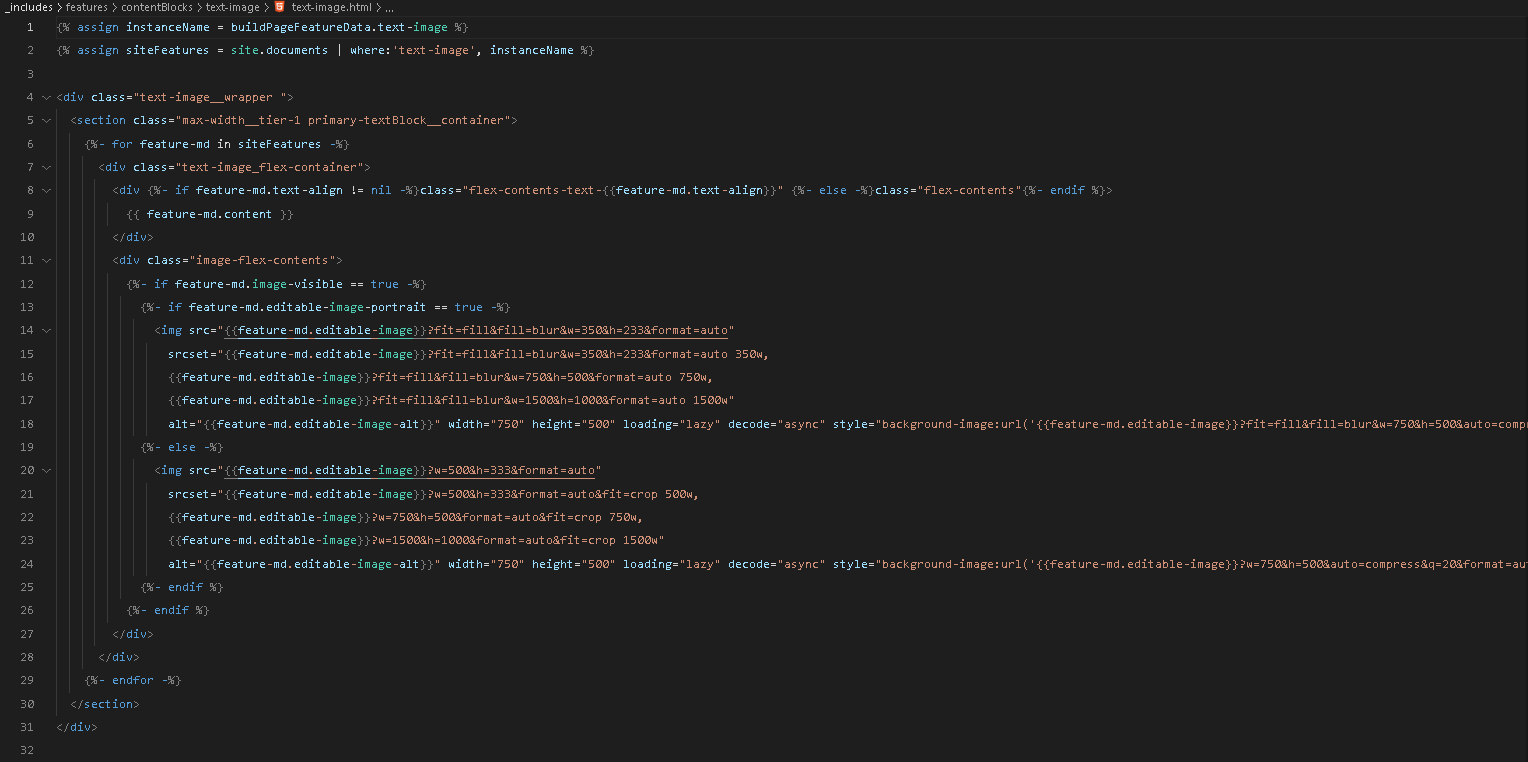 _includes > features > contentBlocks > text-image > text-image.html > ...
1 {% assign instanceName = buildPageFeatureData.text-image %}
2 {% assign siteFeatures = site.documents | where:'text-image', instanceName %}
3
4 <div class="text-image__wrapper ">
5 <section class="max-width__tier-1 primary-textBlock__container">
6 {%- for feature-md in siteFeatures -%}
7 <div class="text-image_flex-container">
8 <div {%- if feature-md.text-align != nil -%}class="flex-contents-text-{{feature-md.text-align}}" {%- else -%}class="flex-contents"{%- endif %}>
9 {{ feature-md.content }}
10 </div>
11 <div class="image-flex-contents">
12 {%- if feature-md.image-visible == true -%}
13 {%- if feature-md.editable-image-portrait == true -%}
14 <img src="{{feature-md.editable-image}}?fit=fill&fill=blur&w=350&h=233&format=auto"
15 srcset="{{feature-md.editable-image}}?fit=fill&fill=blur&w=350&h=233&format=auto 350w,
16 {{feature-md.editable-image}}?fit=fill&fill=blur&w=750&h=500&format=auto 750w,
17 {{feature-md.editable-image}}?fit=fill&fill=blur&w=1500&h=1000&format=auto 1500w"
18 alt="{{feature-md.editable-image-alt}}" width="750" height="500" loading="lazy" decode="async" style="background-image:url('{{feature-md.editable-image}}?fit=fill&fill=blur&w=750&h=500&auto=compr
19 {%- else -%}
20 <img src="{{feature-md.editable-image}}?w=500&h=333&format=auto"
21 srcset="{{feature-md.editable-image}}?w=500&h=333&format=auto&fit=crop 500w,
22 {{feature-md.editable-image}}?w=750&h=500&format=auto&fit=crop 750w,
23 {{feature-md.editable-image}}?w=1500&h=1000&format=auto&fit=crop 1500w"
24 alt="{{feature-md.editable-image-alt}}" width="750" height="500" loading="lazy" decode="async" style="background-image:url('{{feature-md.editable-image}}?w=750&h=500&auto=compress&q=20&format=au
25 {%- endif %}
26 {%- endif %}
27 </div>
28 </div>
29 {%- endfor -%}
30 </section>
31 </div>
32